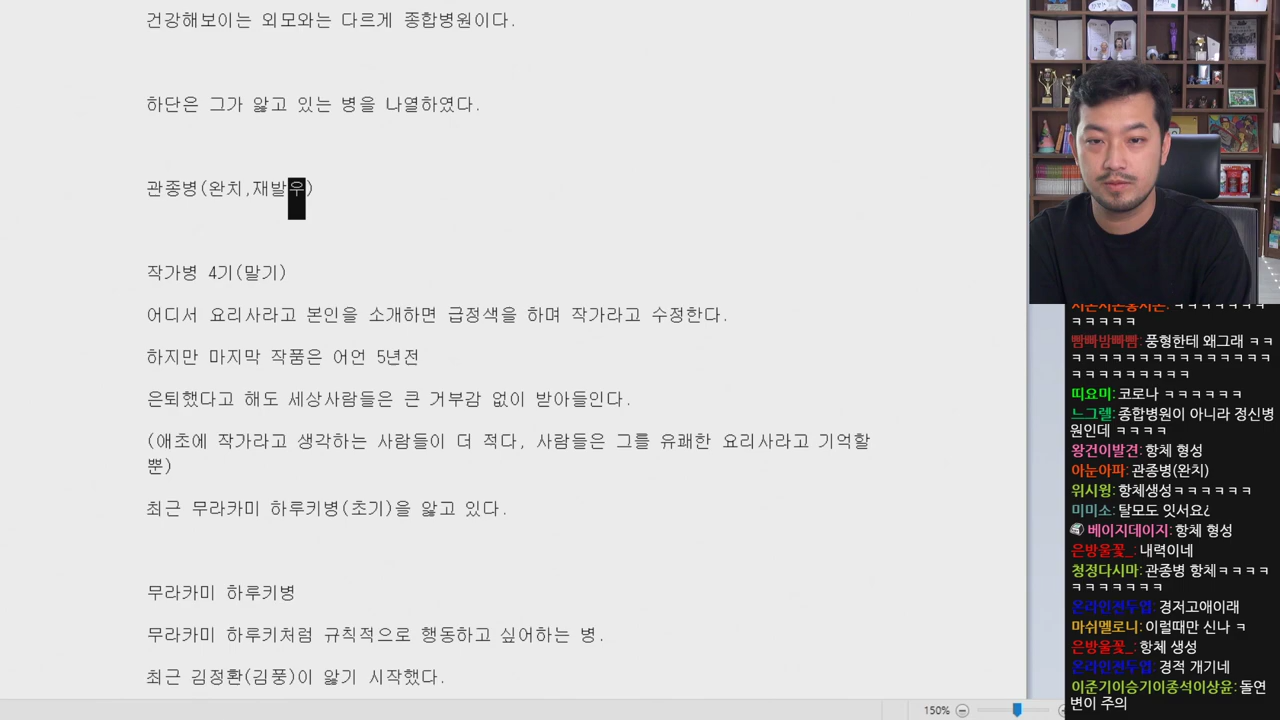 건강해보이는 외모와는 다르게 종합병원이다.
하단은 그가 앓고 있는 병을 나열하였다.
관종병(완치,재발우)
작가병 4기(말기)
어디서 요리사라고 본인을 소개하면 급정색을 하며 작가라고 수정한다.
하지만 마지막 작품은 어언 5년전
은퇴했다고 해도 세상사람들은 큰 거부감 없이 받아들인다.
(애초에 작가라고 생각하는 사람들이 더 적다, 사람들은 그를 유쾌한 요리사라고 기억할
뿐)
최근 무라카미 하루키병(초기)을 앓고 있다.
무라카미 하루키병
무라카미 하루키처럼 규칙적으로 행동하고 싶어하는 병.
최근 김정환(김풍)이 앓기 시작했다.
150%
ㅋㅋㅋㅋㅋㅋㅋ
ㅋㅋㅋㅋㅋ
빰빠밤빠빰: 풍형한테 왜그래 ㅋㅋ
ㅋㅋㅋㅋㅋㅋㅋㅋㅋㅋㅋㅋㅋㅋㅋ
ㅋㅋㅋㅋㅋㅋㅋㅋㅋ
띠요미: 코로나 ㅋㅋㅋㅋㅋㅋ
느그렐: 종합병원이 아니라 정신병
원인데 ㅋㅋㅋㅋ
왕건이발견: 항체 형성
아눈아파: 관종병(완치)
위시윙: 항체생성ㅋㅋㅋㅋㅋㅋ
미미소: 탈모도 잇서요¿
베이지데이지: 항체 형성
은방울꽃_: 내력이네
청정다시마: 관종병 항체ㅋㅋㅋㅋ
ㅋㅋㅋㅋㅋㅋㅋ
온라인전투업: 경저고애이래
마쉬멜로니: 이럴때만 신나 ㅋ
은방울꽃_: 항체 생성
온라인전투업: 경적 개기네
이준기이승기이종석이상윤: 돌연
변이 주의